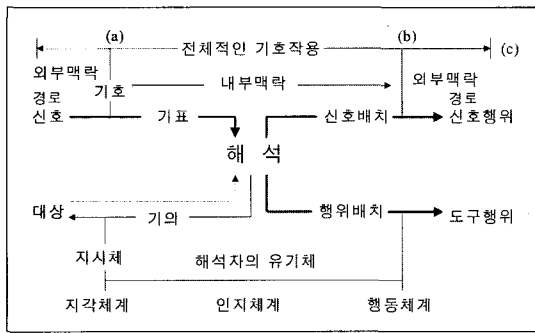 (a) (b)
전체적인 기호작용 (c)
외부맥락 외부맥락
기호 내부맥락
경로 경로
신호 기표 신호배치 신호행위
해 석
대상 기의 행위배치 도구행위
지시체 해석자의 유기체
지각체계 인지체계 행동체계